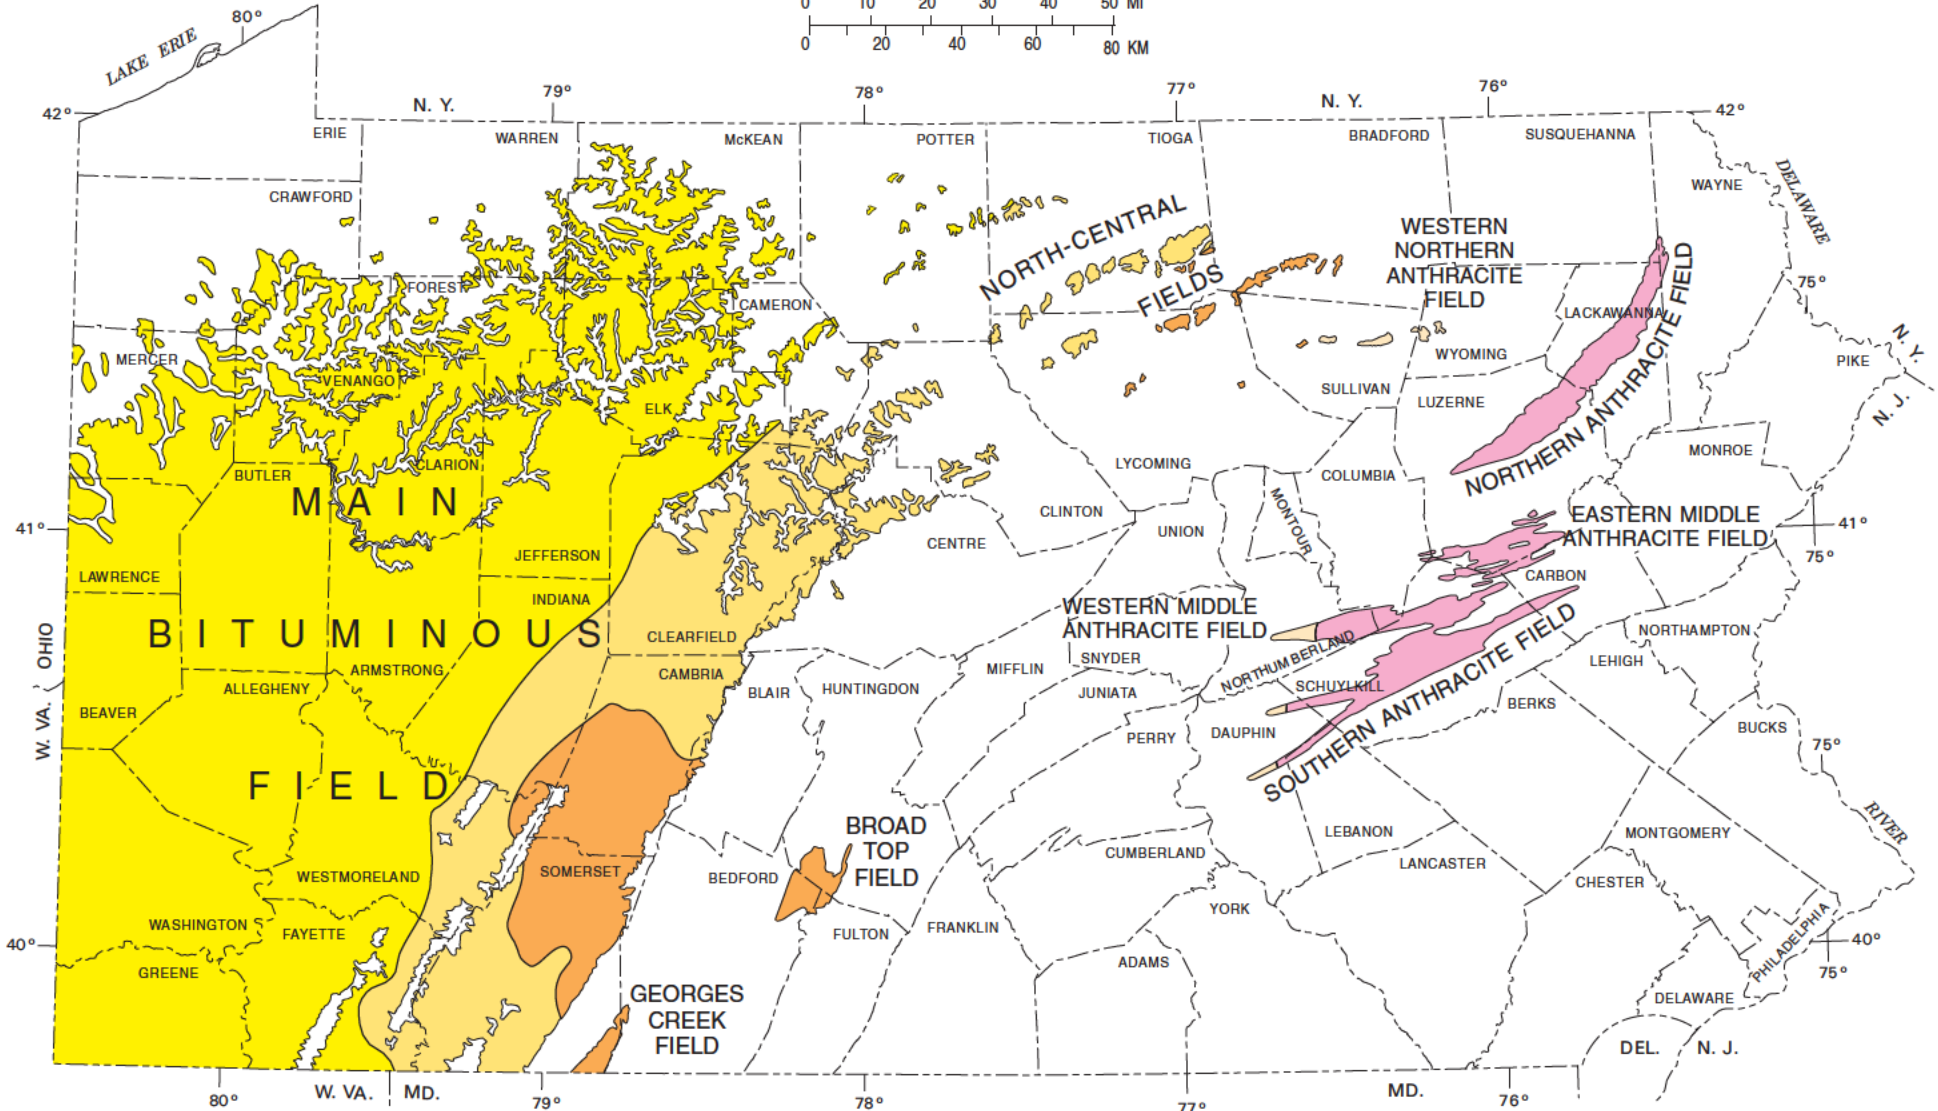 0 10 20 30 40 50 MI
0 20 40 60 80 KM
LAKE ERIE
80°
79°
78°
77°
76°
42°
N. Y.
N. Y.
42°
ERIE
WARREN
McKEAN
POTTER
TIOGA
BRADFORD
SUSQUEHANNA
WAYNE
DELAWARE
CRAWFORD
NORTH-CENTRAL
FIELDS
WESTERN
NORTHERN
ANTHRACITE
FIELD
FOREST
CAMERON
LACKAWANNA
75°
N. Y.
N. J.
MERCER
VENANGO
ELK
WYOMING
SULLIVAN
LUZERNE
PIKE
NORTHERN ANTHRACITE FIELD
BUTLER
CLARION
LYCOMING
COLUMBIA
MONROE
MAIN
CLINTON
UNION
MONTOUR
EASTERN MIDDLE
ANTHRACITE FIELD
41°
41°
75°
JEFFERSON
CENTRE
LAWRENCE
CARBON
INDIANA
WESTERN MIDDLE
ANTHRACITE FIELD
BITUMINOUS
CLEARFIELD
NORTHUMBERLAND
NORTHAMPTON
OHIO
W. VA.
ARMSTRONG
CAMBRIA
MIFFLIN
SNYDER
LEHIGH
ALLEGHENY
BLAIR
HUNTINGDON
JUNIATA
SCHUYLKILL
BEAVER
BERKS
SOUTHERN ANTHRACITE FIELD
PERRY
DAUPHIN
BUCKS
75°
FIELD
RIVER
BROAD
TOP
FIELD
LEBANON
MONTGOMERY
CUMBERLAND
LANCASTER
WESTMORELAND
SOMERSET
BEDFORD
CHESTER
YORK
WASHINGTON
FAYETTE
FULTON
FRANKLIN
PHILADELPHIA
40°
40°
75°
GREENE
ADAMS
GEORGES
CREEK
FIELD
DELAWARE
DEL.
N. J.
80°
W. VA.
MD.
79°
78°
77°
MD.
76°